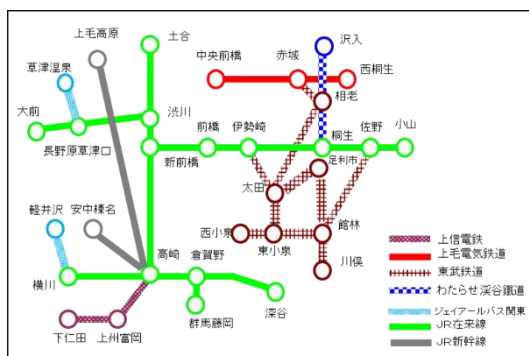 土合
上毛高原
沢入
中央前橋
赤城
西桐生
草津温泉
相老
大前
渋川
長野原草津口
前橋
伊勢崎
桐生
佐野
小山
新前橋
足利市
太田
軽井沢
安中榛名
西小泉
東小泉
館林
高崎
倉賀野
川俣
横川
群馬藤岡
深谷
下仁田
上州富岡
上信電鉄
上毛電気鉄道
東武鉄道
わたらせ渓谷鐵道
ジェイアールバス関東
JR在来線
JR新幹線